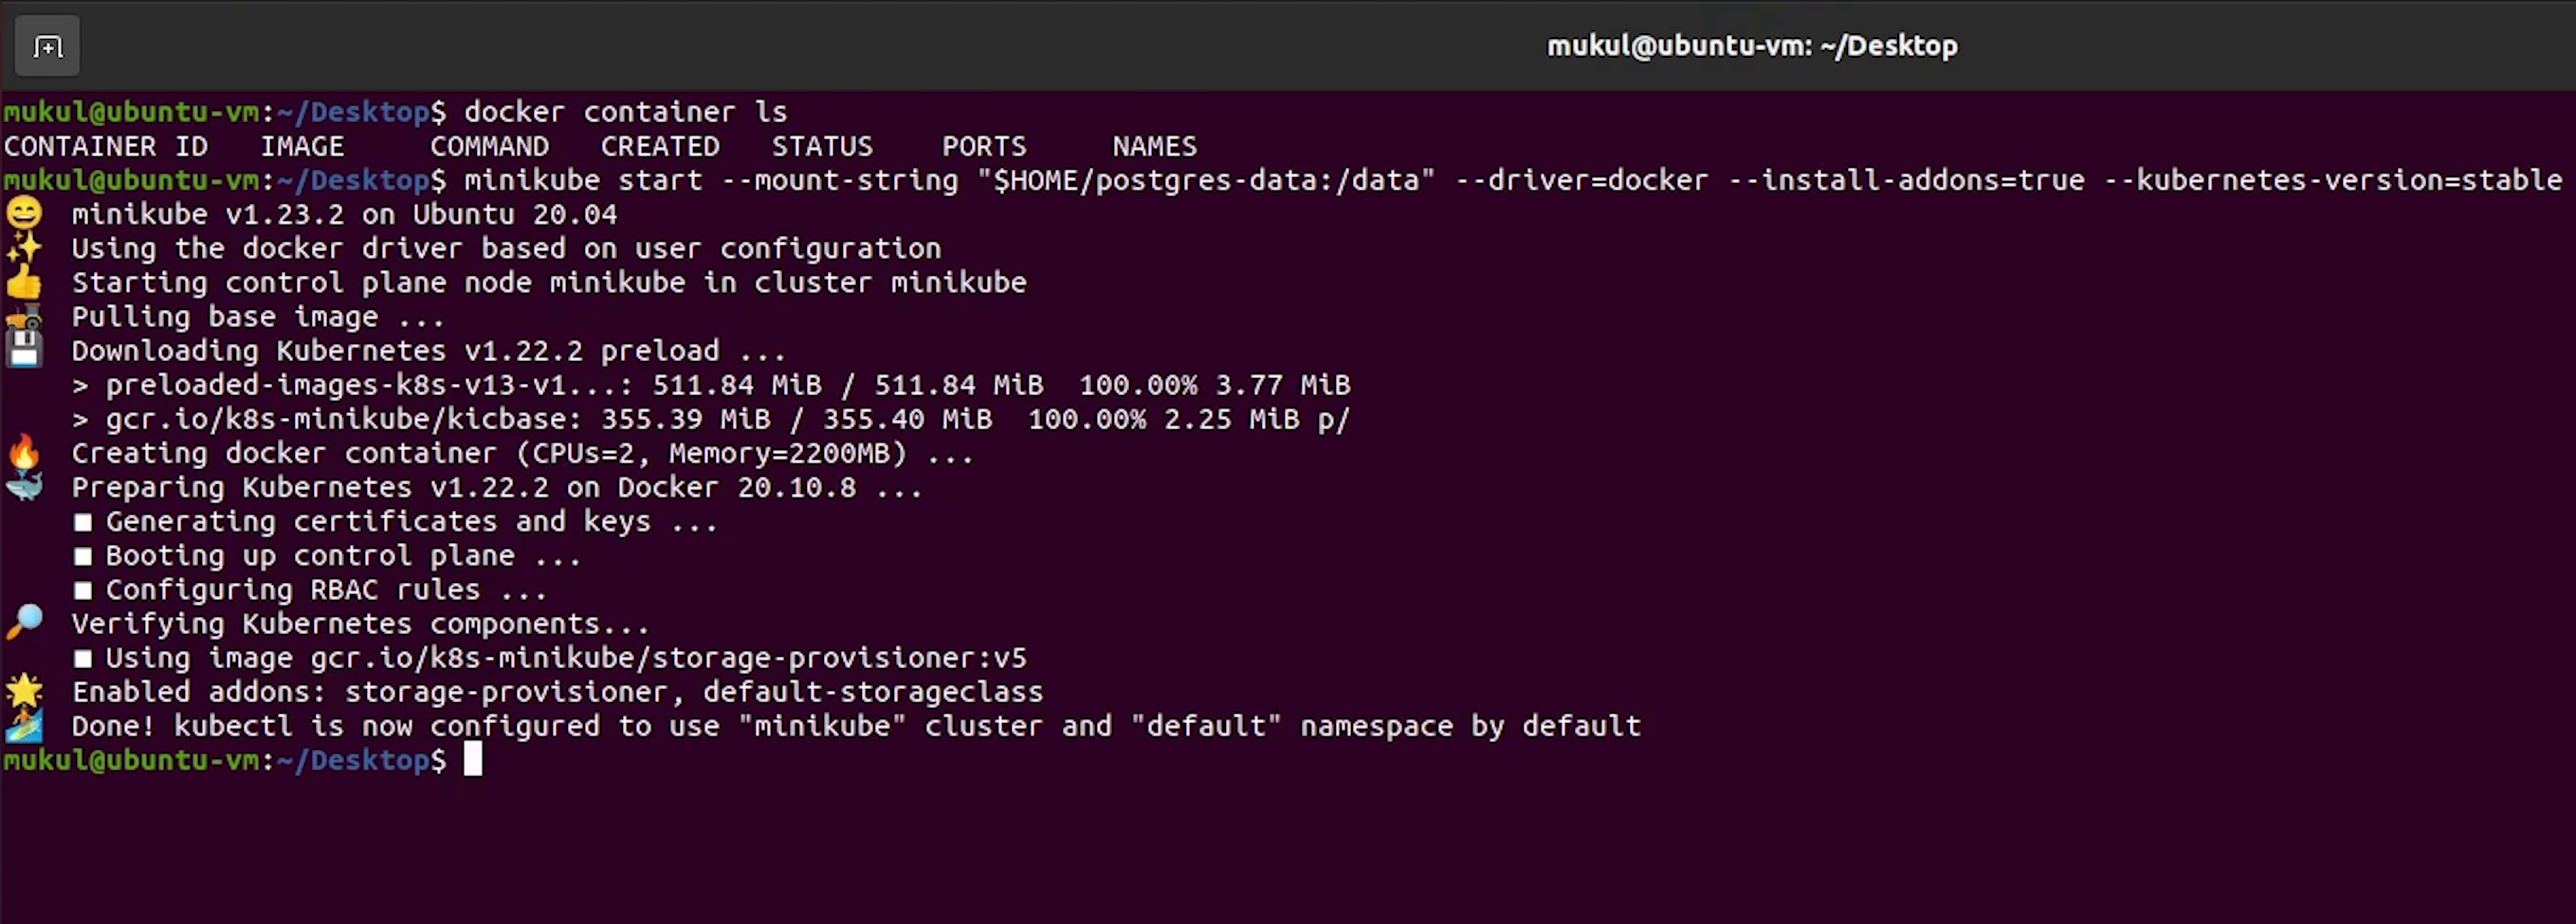 mukul@ubuntu-vm: ~/Desktop
mukul@ubuntu-vm:~/Desktop$ docker container ls
CONTAINER ID   IMAGE     COMMAND   CREATED   STATUS    PORTS     NAMES
mukul@ubuntu-vm:~/Desktop$ minikube start --mount-string "$HOME/postgres-data:/data" --driver=docker --install-addons=true --kubernetes-version=stable
😄  minikube v1.23.2 on Ubuntu 20.04
✨  Using the docker driver based on user configuration
👍  Starting control plane node minikube in cluster minikube
🚜  Pulling base image ...
💾  Downloading Kubernetes v1.22.2 preload ...
    > preloaded-images-k8s-v13-v1...: 511.84 MiB / 511.84 MiB  100.00% 3.77 MiB
    > gcr.io/k8s-minikube/kicbase: 355.39 MiB / 355.40 MiB  100.00% 2.25 MiB p/
🔥  Creating docker container (CPUs=2, Memory=2200MB) ...
🐳  Preparing Kubernetes v1.22.2 on Docker 20.10.8 ...
    ■ Generating certificates and keys ...
    ■ Booting up control plane ...
    ■ Configuring RBAC rules ...
🔎  Verifying Kubernetes components...
    ■ Using image gcr.io/k8s-minikube/storage-provisioner:v5
🌟  Enabled addons: storage-provisioner, default-storageclass
🏄  Done! kubectl is now configured to use "minikube" cluster and "default" namespace by default
mukul@ubuntu-vm:~/Desktop$